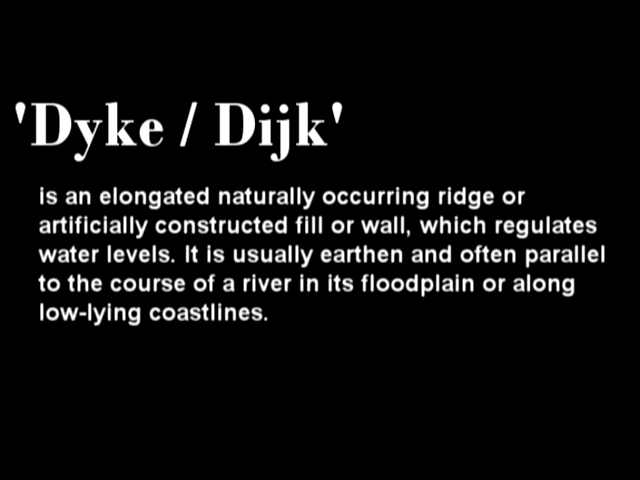 'Dyke / Dijk'
is an elongated naturally occurring ridge or
artificially constructed fill or wall, which regulates
water levels. It is usually earthen and often parallel
to the course of a river in its floodplain or along
low-lying coastlines.